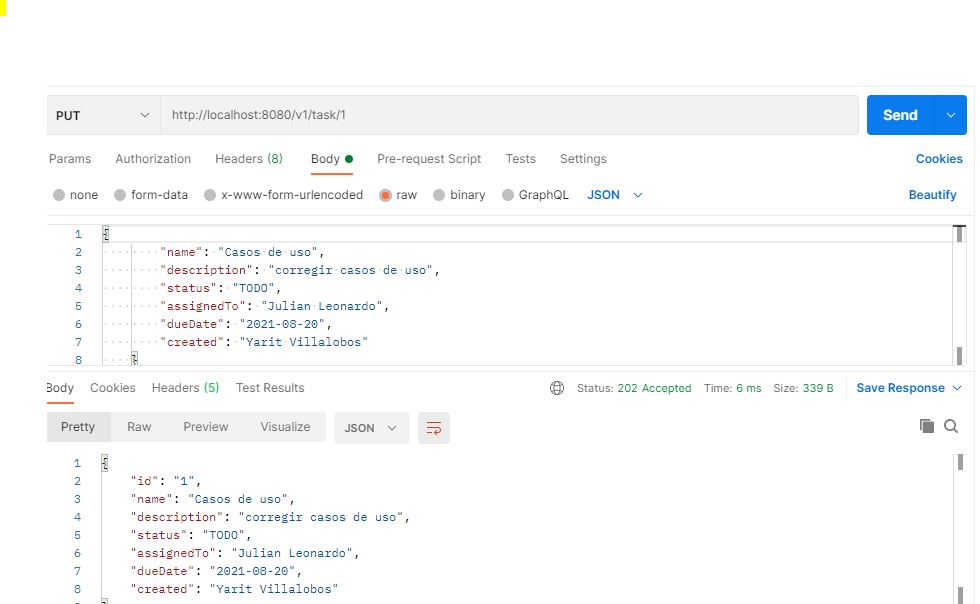 PUT http://localhost:8080/v1/task/1 Send
Params Authorization Headers (8) Body Pre-request Script Tests Settings Cookies
none form-data x-www-form-urlencoded raw binary GraphQL JSON Beautify
1 {
2 "name": "Casos de uso",
3 "description": "corregir casos de uso",
4 "status": "TODO",
5 "assignedTo": "Julian Leonardo",
6 "dueDate": "2021-08-20",
7 "created": "Yarit Villalobos"
8 }
Body Cookies Headers (5) Test Results Status: 202 Accepted Time: 6 ms Size: 339 B Save Response
Pretty Raw Preview Visualize JSON
1 {
2 "id": "1",
3 "name": "Casos de uso",
4 "description": "corregir casos de uso",
5 "status": "TODO",
6 "assignedTo": "Julian Leonardo",
7 "dueDate": "2021-08-20",
8 "created": "Yarit Villalobos"
}